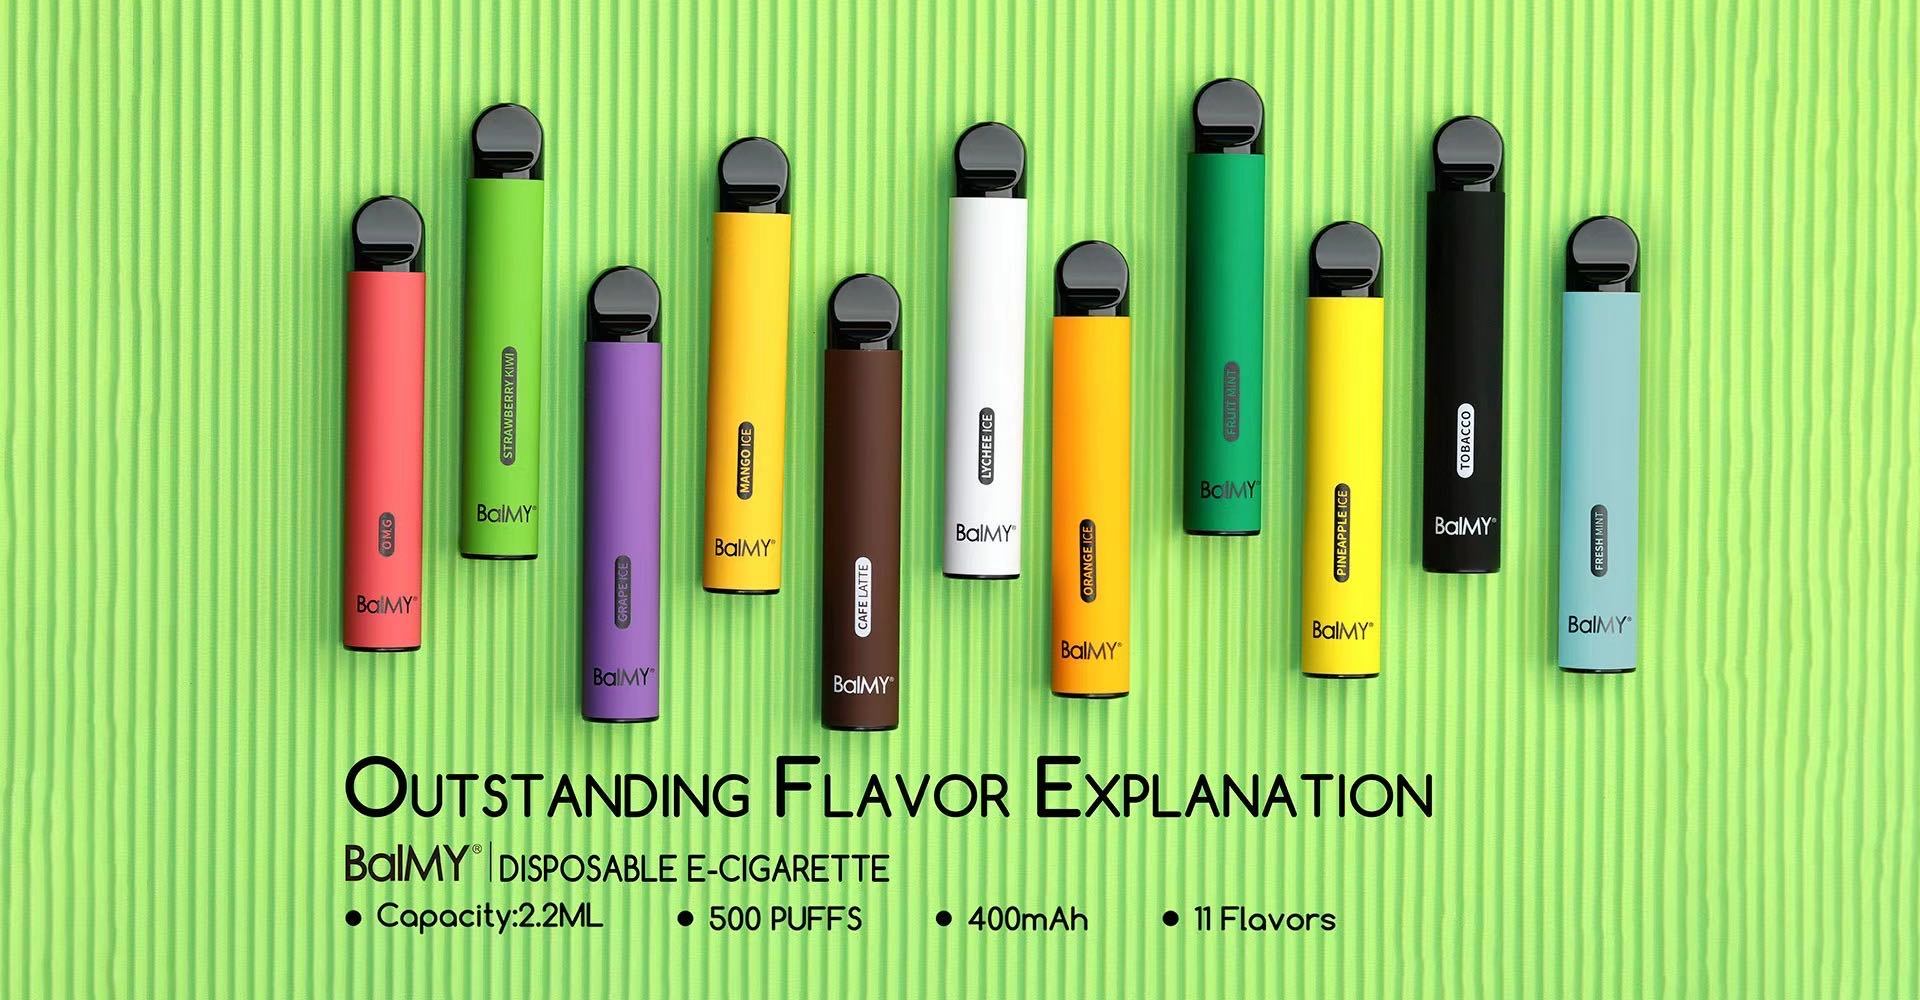 OMG
BalMY®
STRAWBERRY KIWI
BalMY®
GRAPE ICE
BalMY®
MANGO ICE
BalMY®
CAFE LATTE
BalMY®
LYCHEE ICE
BalMY®
ORANGE ICE
BalMY®
FRUIT MINT
BalMY®
PINEAPPLE ICE
BalMY®
TOBACCO
BalMY®
FRESH MINT
BalMY®
OUTSTANDING FLAVOR EXPLANATION
BalMY® | DISPOSABLE E-CIGARETTE
• Capacity:2.2ML • 500 PUFFS • 400mAh • 11 Flavors